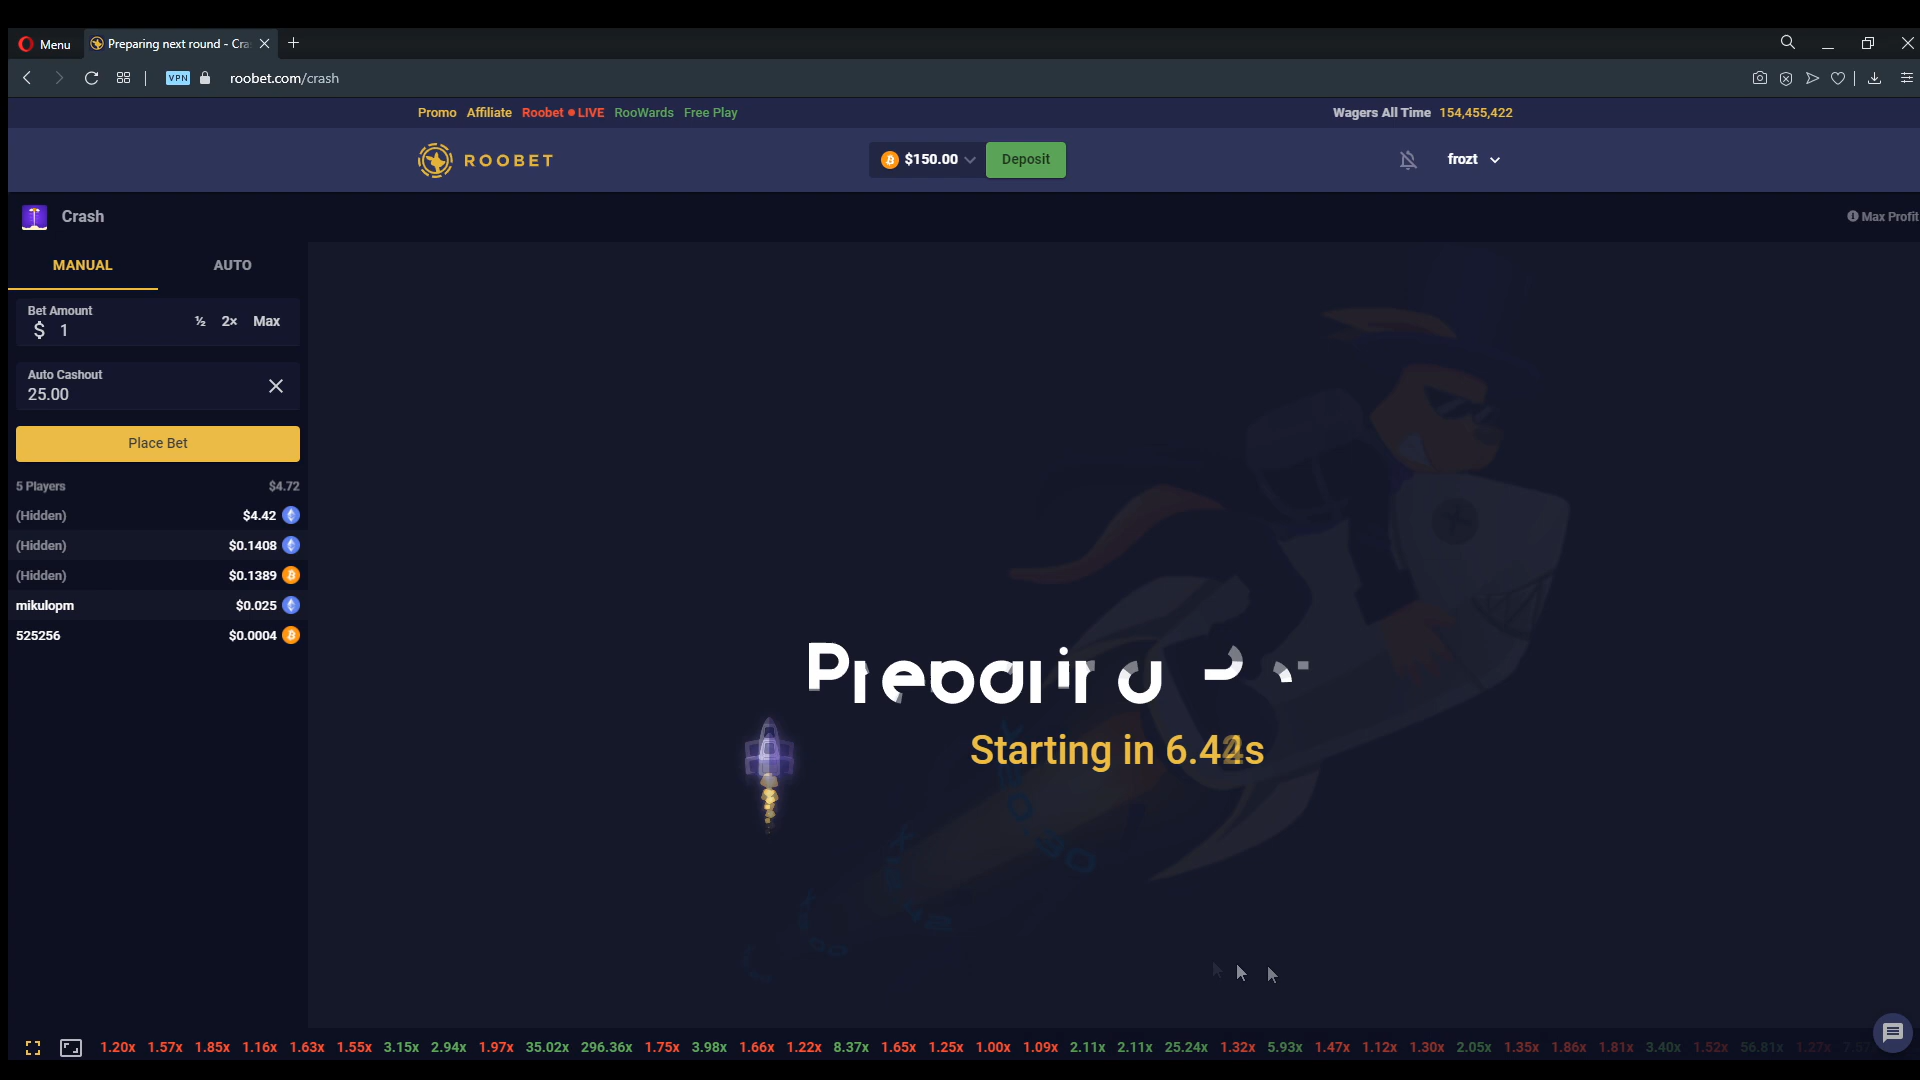 Menu
Preparing next round - Cra
VPN
roobet.com/crash
Promo Affiliate Roobet LIVE RooWards Free Play
Wagers All Time 154,455,422
ROOBET
$150.00
Deposit
frozt
Crash
Max Profit
MANUAL
AUTO
Bet Amount
$ 1
½ 2× Max
Auto Cashout
25.00
Place Bet
5 Players $4.72
(Hidden) $4.42
(Hidden) $0.1408
(Hidden) $0.1389
mikulopm $0.025
525256 $0.0004
Starting in 6.4
1.20x 1.57x 1.85x 1.16x 1.63x 1.55x 3.15x 2.94x 1.97x 35.02x 296.36x 1.75x 3.98x 1.66x 1.22x 8.37x 1.65x 1.25x 1.00x 1.09x 2.11x 2.11x 25.24x 1.32x 5.93x 1.47x 1.12x 1.30x 2.05x 1.35x 1.86x 1.81x 3.40x 1.52x 56.81x 1.27x